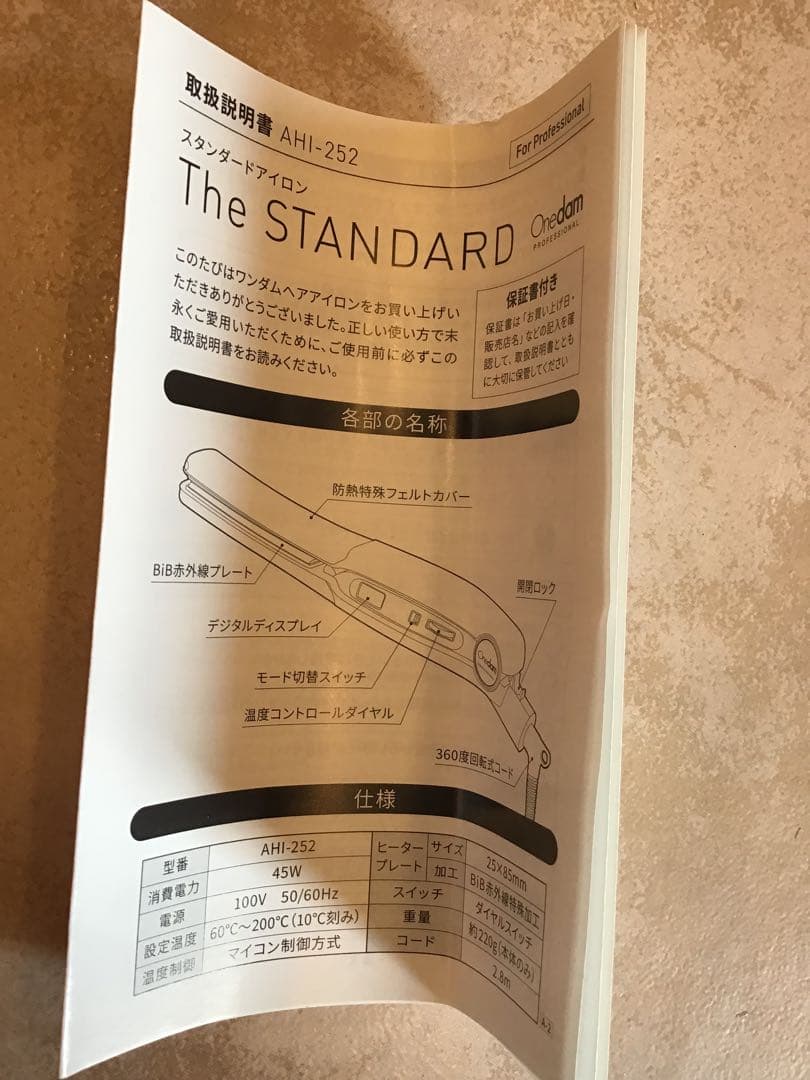 取扱説明書 AHI-252
For Professional
スタンダードアイロン
The STANDARD
Onedam
PROFESSIONAL
このたびはワンダムヘアアイロンをお買い上げい
ただきありがとうございました。正しい使い方で末
永くご愛用いただくために、ご使用前に必ずこの
取扱説明書をお読みください。
保証書付き
保証書は「お買い上げ日・
販売店名」などの記入を確
認して、取扱説明書ととも
に大切に保管してください
各部の名称
防熱特殊フェルトカバー
BiB赤外線プレート
開閉ロック
デジタルディスプレイ
Onedam
モード切替スイッチ
温度コントロールダイヤル
360度回転式コード
仕様
型番 AHI-252
消費電力 45W
電源 100V 50/60Hz
設定温度 60℃〜200℃(10℃刻み)
温度制御 マイコン制御方式
ヒーター
プレート
サイズ 25×85mm
加工 BiB赤外線特殊加工
スイッチ ダイヤルスイッチ
重量 約220g(本体のみ)
コード 2.8m
A-2